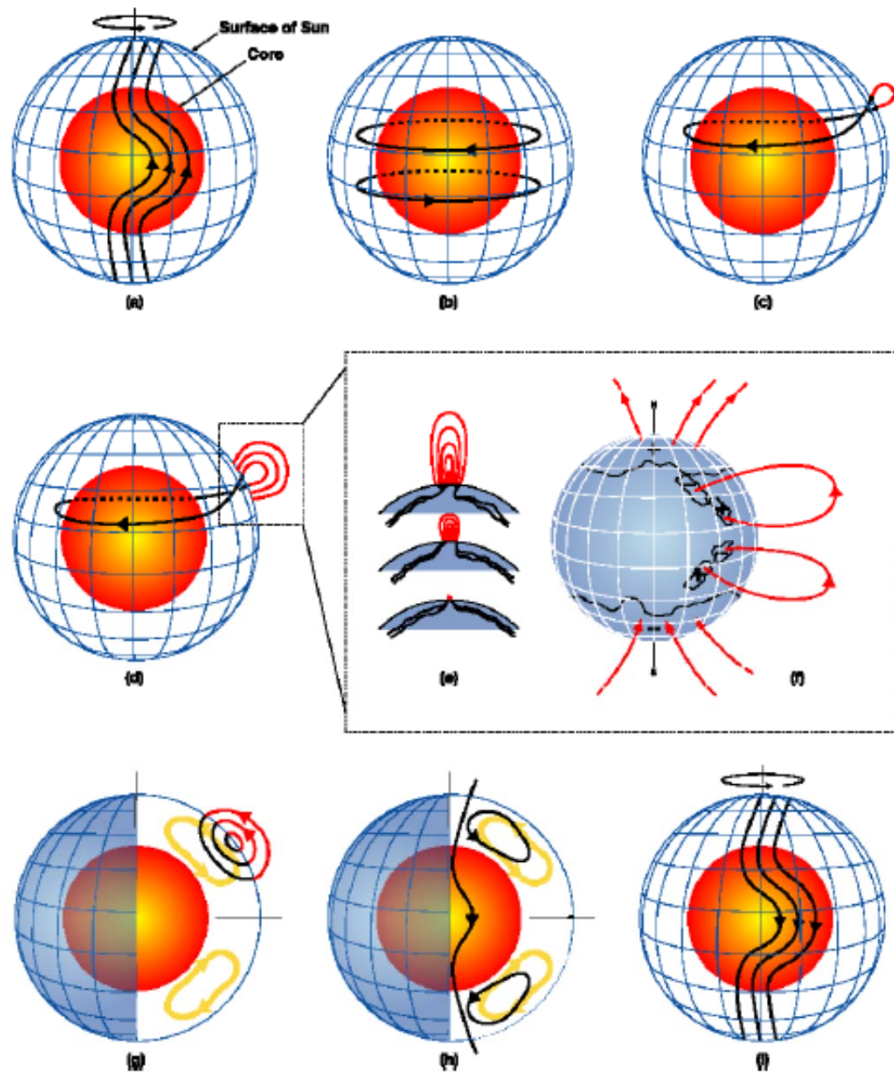 Surface of Sun
Core
(a)
(b)
(c)
(d)
(e)
N
+
--
S
(f)
(g)
(h)
(i)